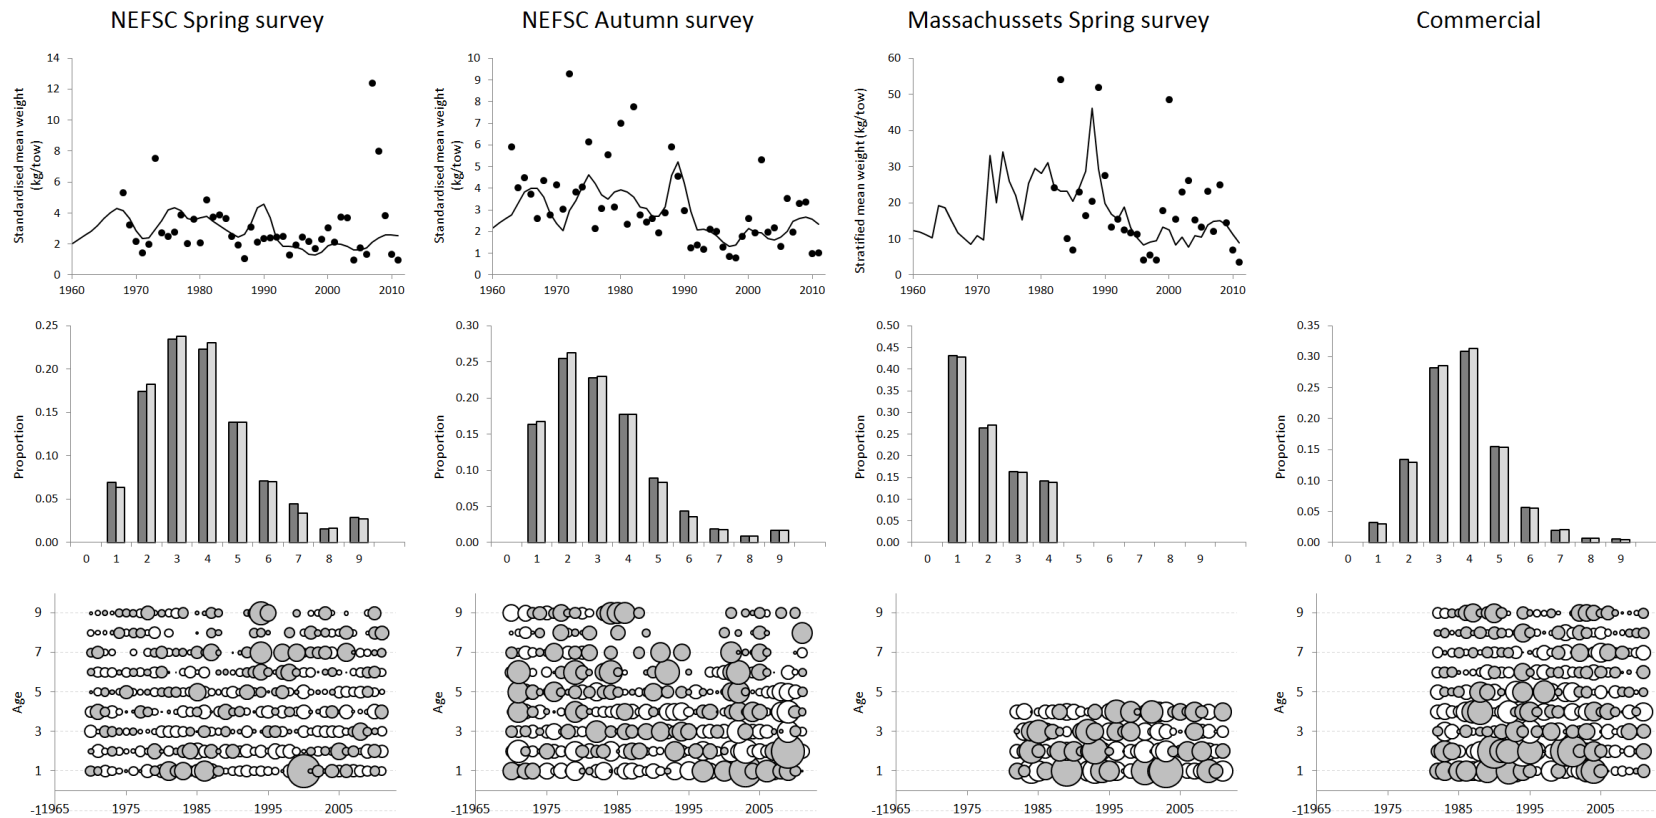 NEFSC Spring survey
NEFSC Autumn survey
Massachussets Spring survey
Commercial
Standardised mean weight
(kg/tow)
14
12
10
8
6
4
2
0
1960 1970 1980 1990 2000 2010
Standardised mean weight
(kg/tow)
10
9
8
7
6
5
4
3
2
1
0
1960 1970 1980 1990 2000 2010
Stratified mean weight (kg/tow)
60
50
40
30
20
10
0
1960 1970 1980 1990 2000 2010
Proportion
0.25
0.20
0.15
0.10
0.05
0.00
0 1 2 3 4 5 6 7 8 9
Proportion
0.30
0.25
0.20
0.15
0.10
0.05
0.00
0 1 2 3 4 5 6 7 8 9
Proportion
0.50
0.45
0.40
0.35
0.30
0.25
0.20
0.15
0.10
0.05
0.00
0 1 2 3 4 5 6 7 8 9
Proportion
0.35
0.30
0.25
0.20
0.15
0.10
0.05
0.00
0 1 2 3 4 5 6 7 8 9
Age
9
7
5
3
1
-1
1965 1975 1985 1995 2005
Age
9
7
5
3
1
-1
1965 1975 1985 1995 2005
Age
9
7
5
3
1
-1
1965 1975 1985 1995 2005
Age
9
7
5
3
1
-1
1965 1975 1985 1995 2005